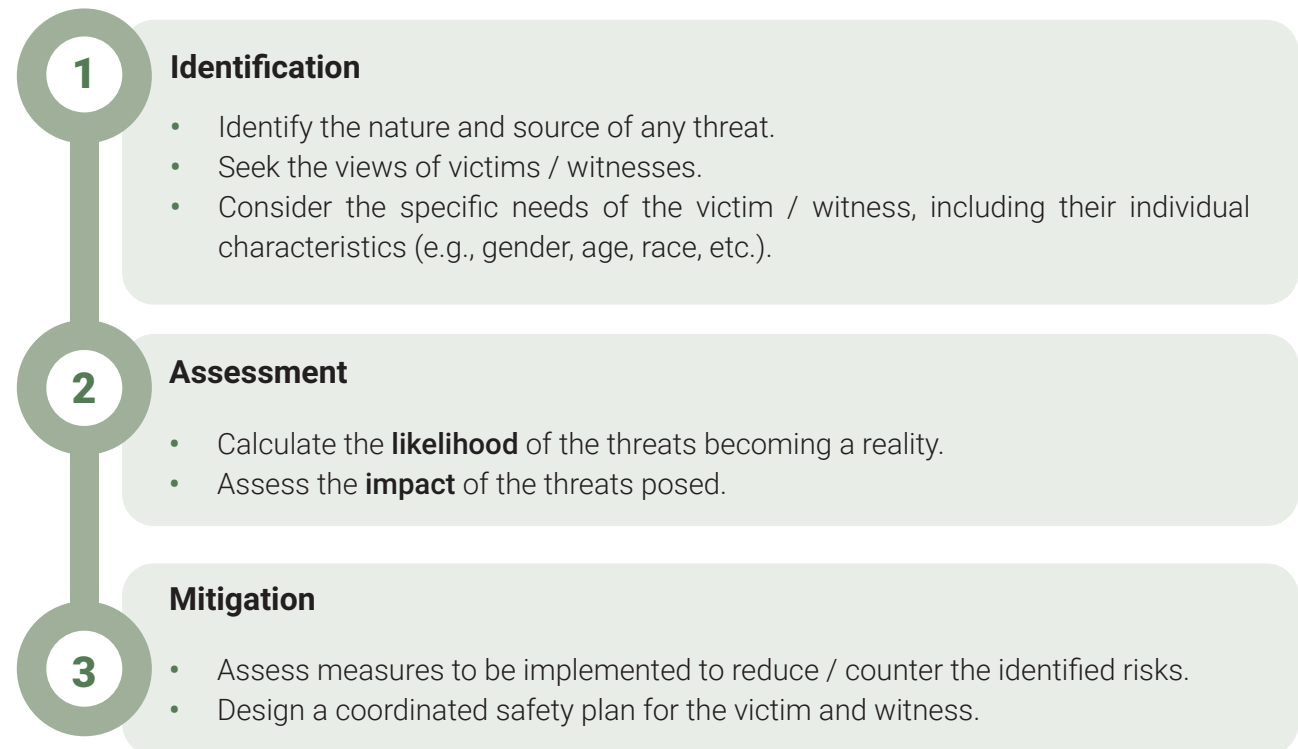 1
Identification
• Identify the nature and source of any threat.
• Seek the views of victims / witnesses.
• Consider the specific needs of the victim / witness, including their individual
characteristics (e.g., gender, age, race, etc.).
2
Assessment
• Calculate the likelihood of the threats becoming a reality.
• Assess the impact of the threats posed.
3
Mitigation
• Assess measures to be implemented to reduce / counter the identified risks.
• Design a coordinated safety plan for the victim and witness.